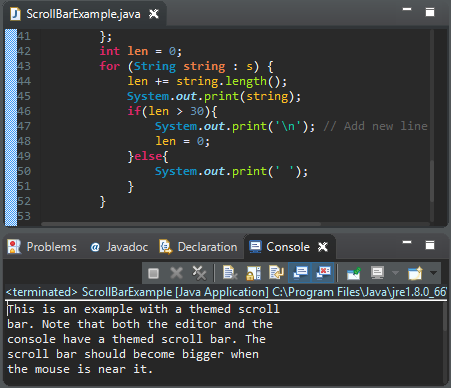 ScrollBarExample.java
41 };
42 int len = 0;
43 for (String string : s) {
44 len += string.length();
45 System.out.print(string);
46 if(len > 30){
47 System.out.print('\n'); // Add new line
48 len = 0;
49 }else{
50 System.out.print(' ');
51 }
52 }
53
Problems Javadoc Declaration Console
<terminated> ScrollBarExample [Java Application] C:\Program Files\Java\jre1.8.0_66\
This is an example with a themed scroll
bar. Note that both the editor and the
console have a themed scroll bar. The
scroll bar should become bigger when
the mouse is near it.